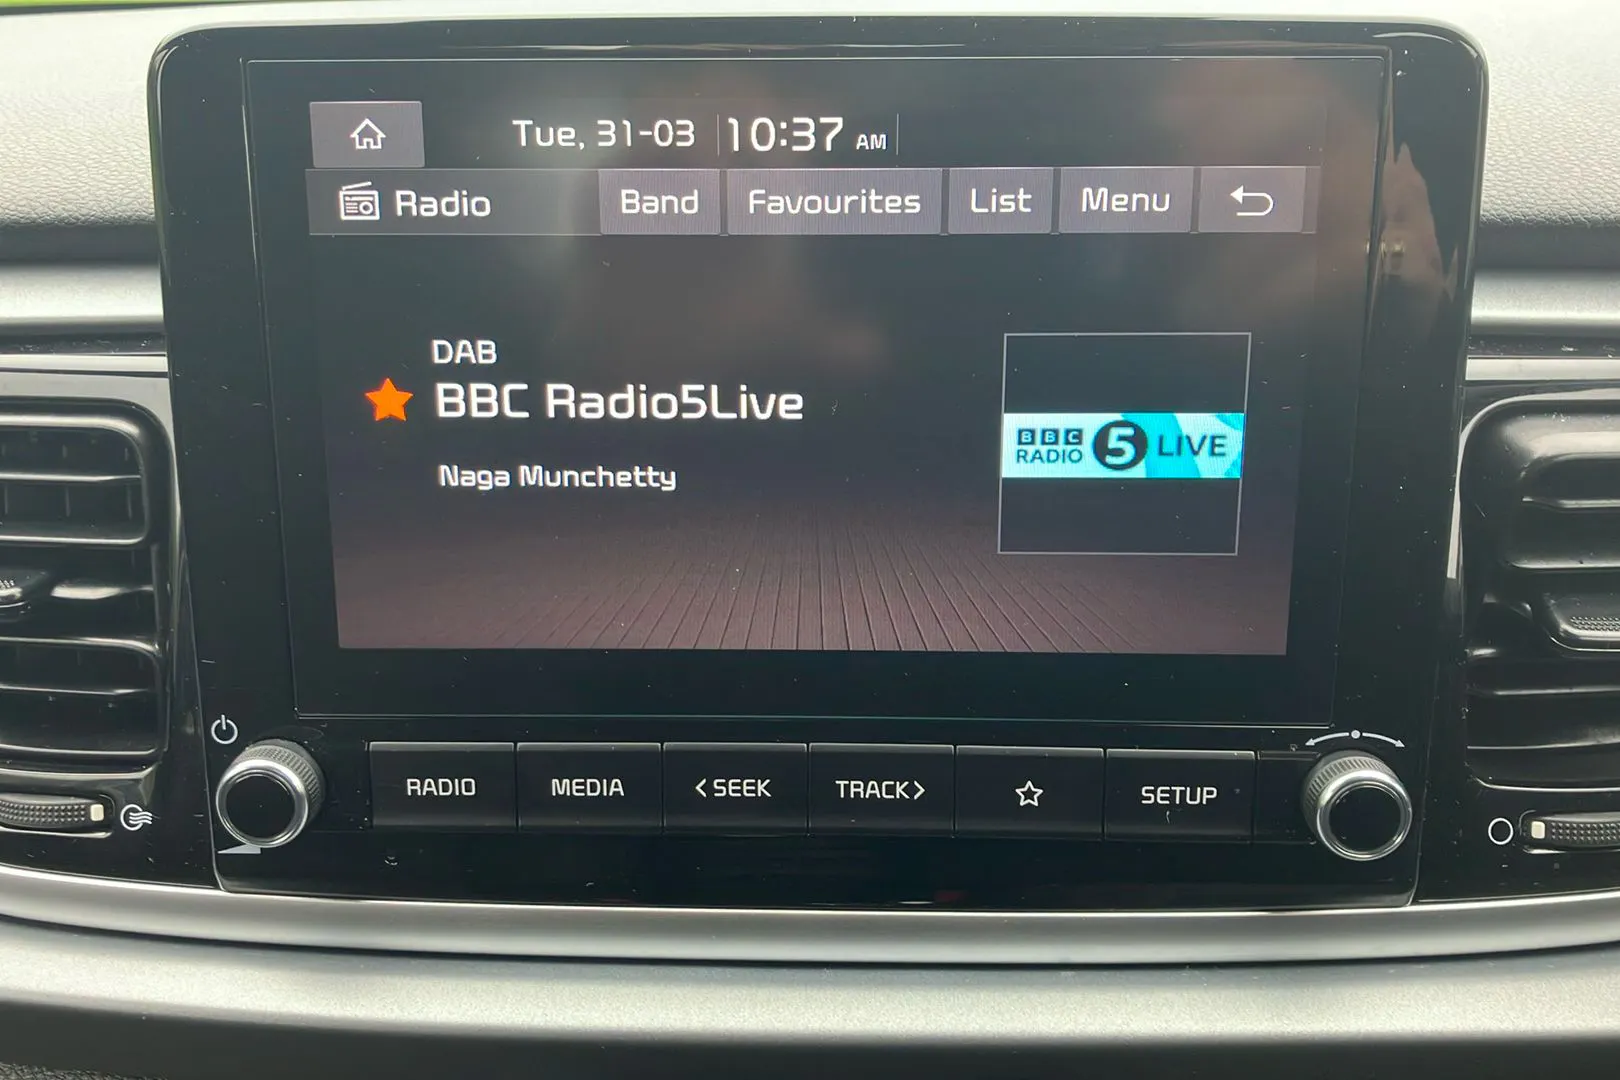 Tue, 31-03 10:37 AM
Radio Band Favourites List Menu
DAB
BBC Radio5Live
Naga Munchetty
BBC
RADIO 5 LIVE
RADIO MEDIA <SEEK TRACK> SETUP